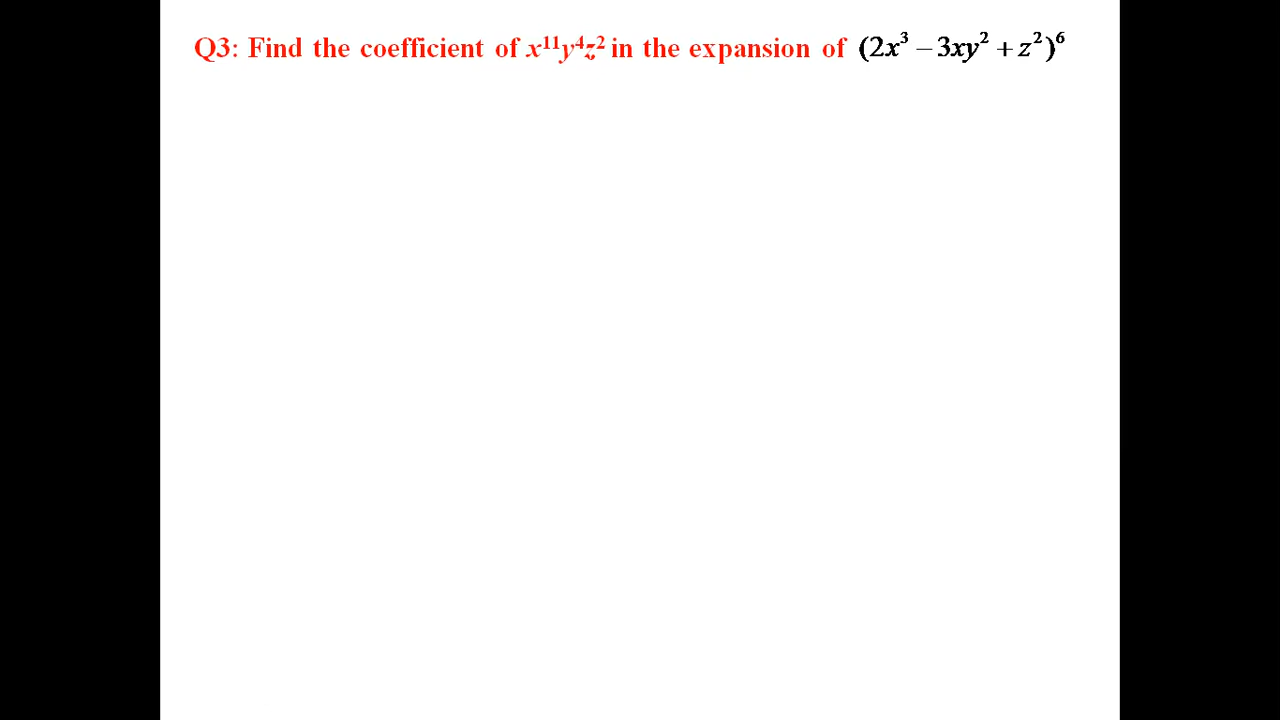 Q3: Find the coefficient of x¹¹y⁴z² in the expansion of (2x³ − 3xy² + z²)⁶